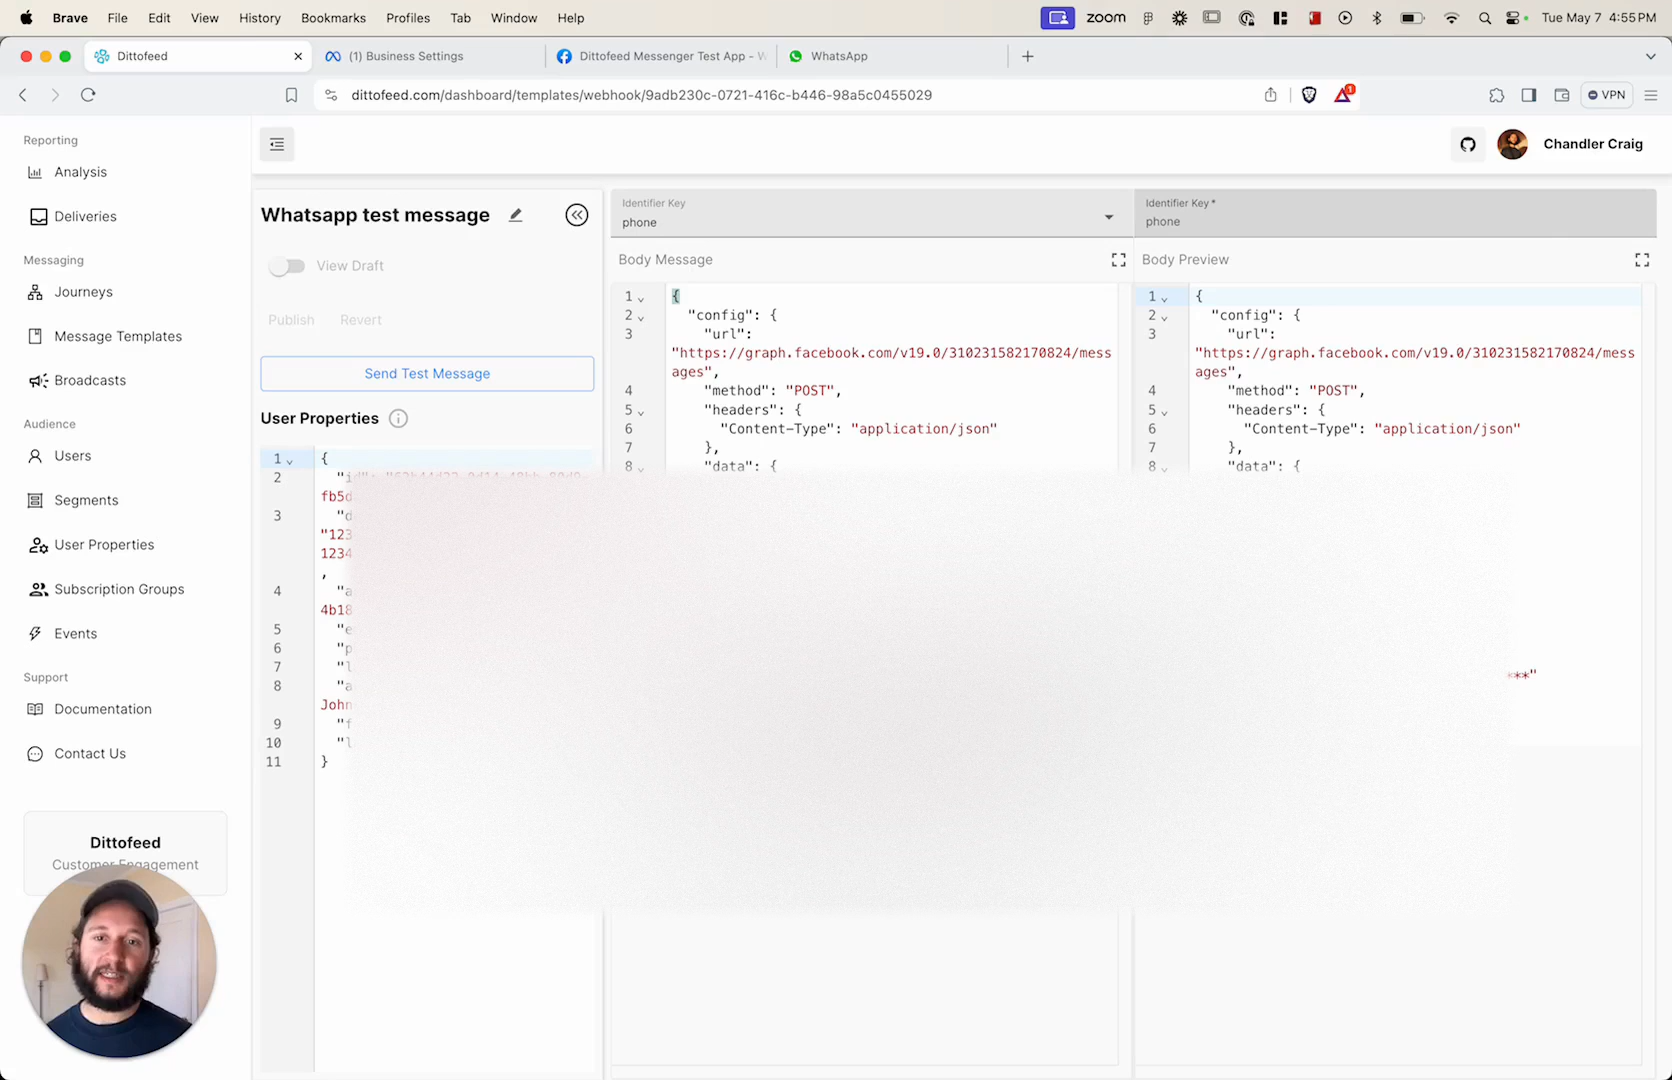 Brave File Edit View History Bookmarks Profiles Tab Window Help zoom Tue May 7 4:55 PM
Dittofeed (1) Business Settings Dittofeed Messenger Test App - WhatsApp
dittofeed.com/dashboard/templates/webhook/9adb230c-0721-416c-b446-98a5c0455029 1 VPN
Reporting
Analysis
Deliveries
Messaging
Journeys
Message Templates
Broadcasts
Audience
Users
Segments
User Properties
Subscription Groups
Events
Support
Documentation
Contact Us
Dittofeed
Customer Engagement
Chandler Craig
Whatsapp test message
View Draft
Publish Revert
Send Test Message
User Properties
1 {
2
fb5d
3 "d
"123
1234
,
4 "a
4b18
5 "e
6 "p
7 "l
8 "a
John
9 "f
10 "l
11 }
Identifier Key
phone
Body Message
1 {
2 "config": {
3 "url":
"https://graph.facebook.com/v19.0/310231582170824/mess
ages",
4 "method": "POST",
5 "headers": {
6 "Content-Type": "application/json"
7 },
8 "data": {
Identifier Key *
phone
Body Preview
1 {
2 "config": {
3 "url":
"https://graph.facebook.com/v19.0/310231582170824/mess
ages",
4 "method": "POST",
5 "headers": {
6 "Content-Type": "application/json"
7 },
8 "data": {
***"